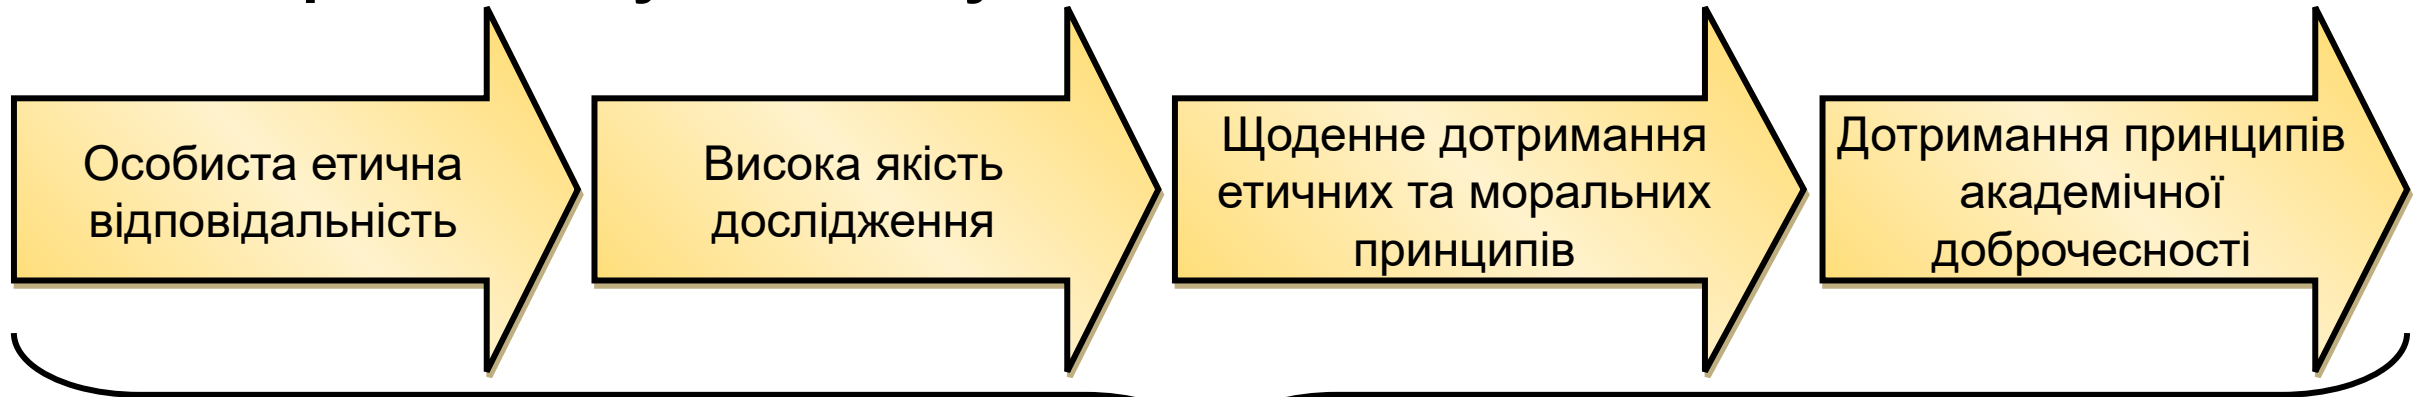 Особиста етична
відповідальність
Висока якість
дослідження
Щоденне дотримання
етичних та моральних
принципів
Дотримання принципів
академічної
доброчесності